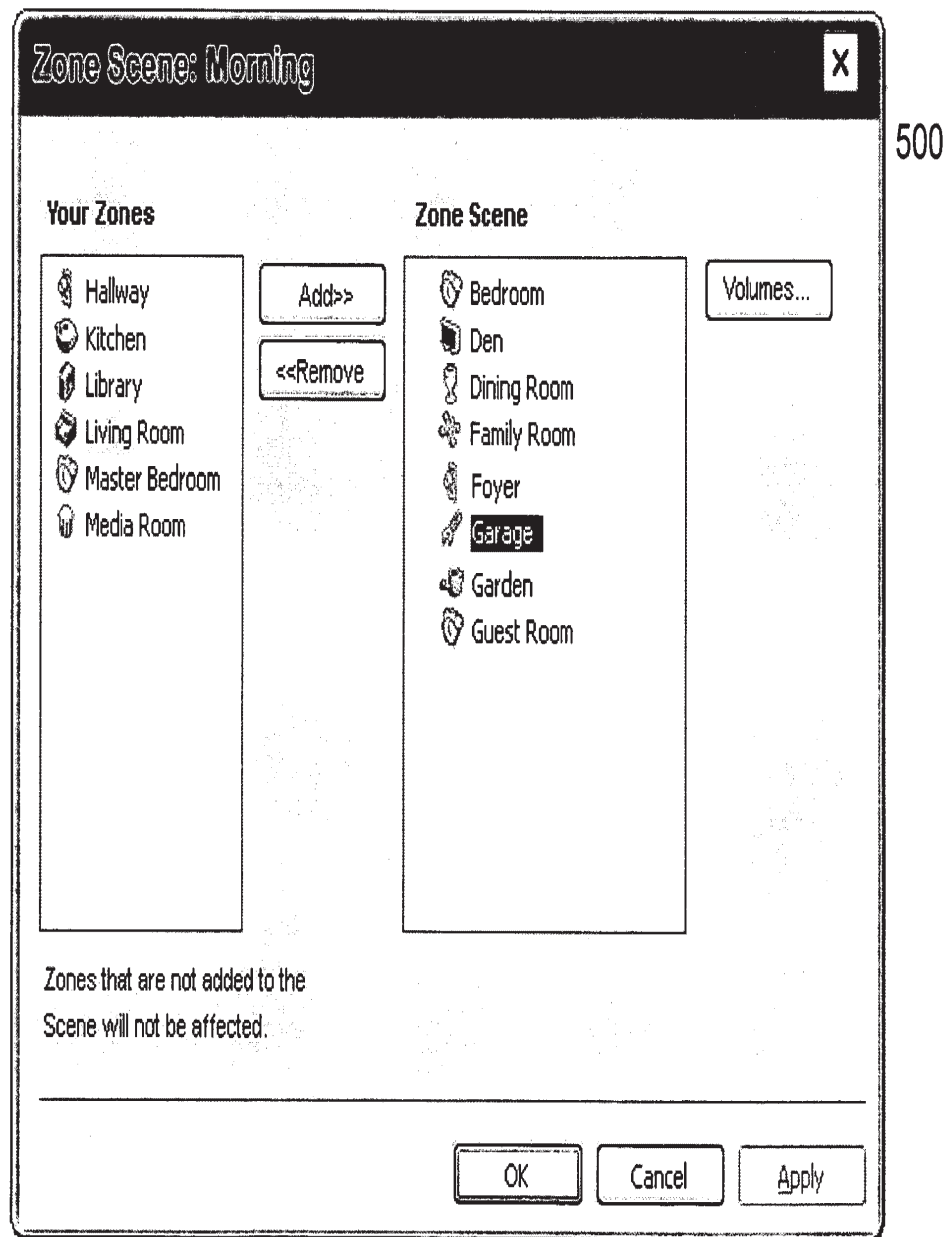 Zone Scene: Morning
X
500
Your Zones
Zone Scene
Hallway
Kitchen
Library
Living Room
Master Bedroom
Media Room
Add>>
<<Remove
Bedroom
Den
Dining Room
Family Room
Foyer
Garage
Garden
Guest Room
Volumes...
Zones that are not added to the
Scene will not be affected.
OK
Cancel
Apply